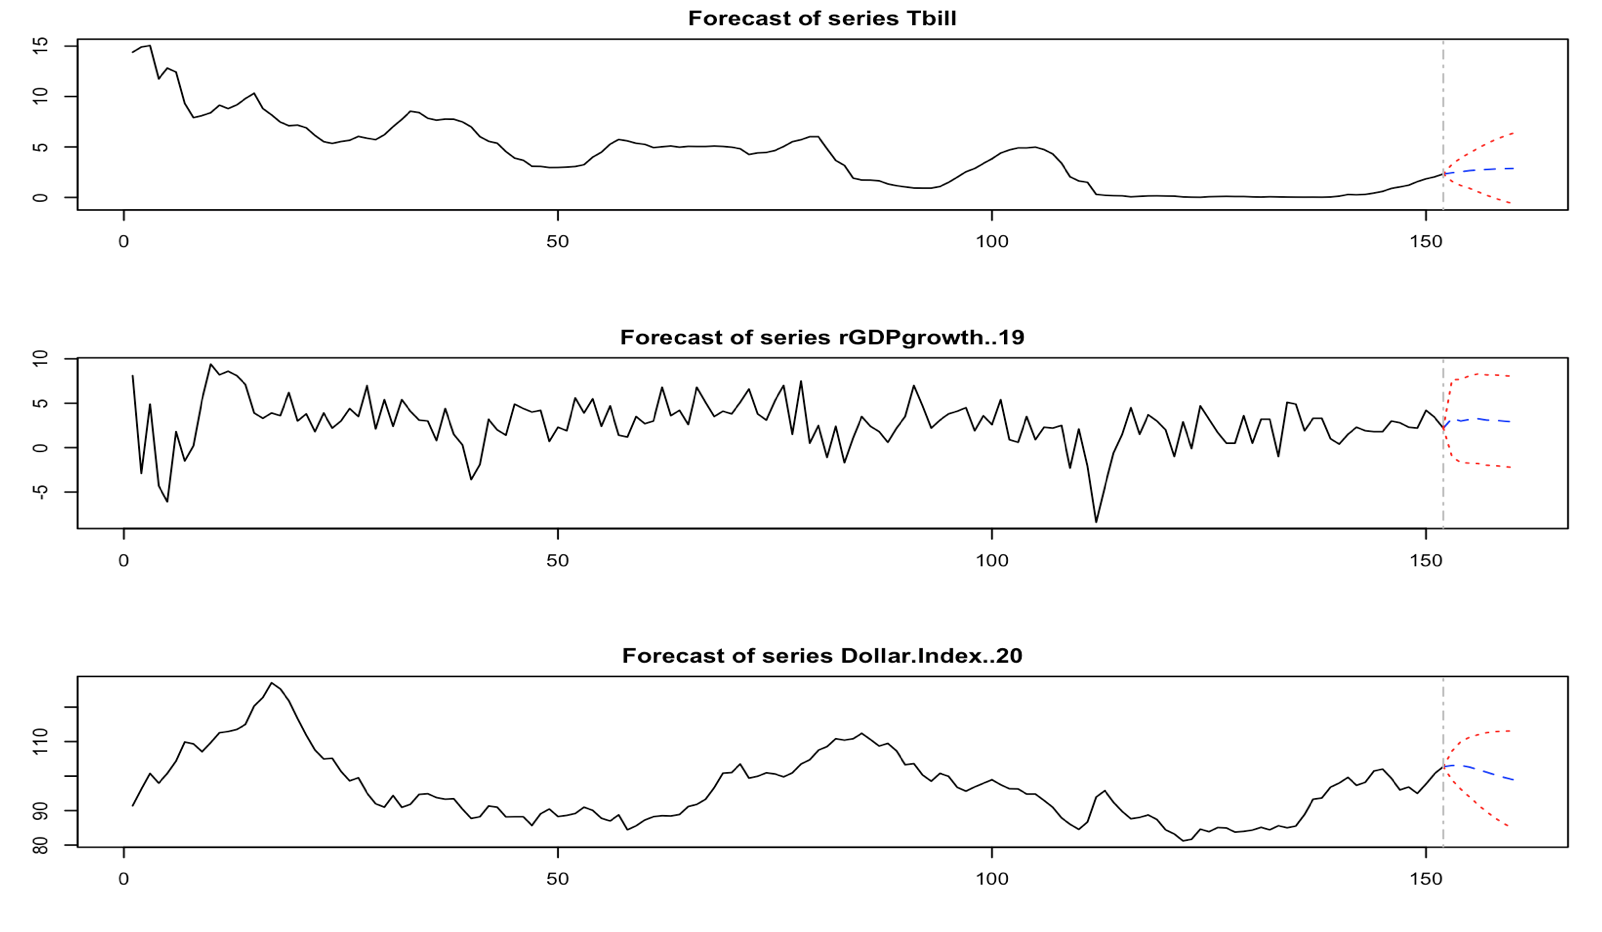 Forecast of series Tbill
15
10
5
0
0 50 100 150
Forecast of series rGDPgrowth..19
10
5
0
-5
0 50 100 150
Forecast of series Dollar.Index..20
110
90
80
0 50 100 150